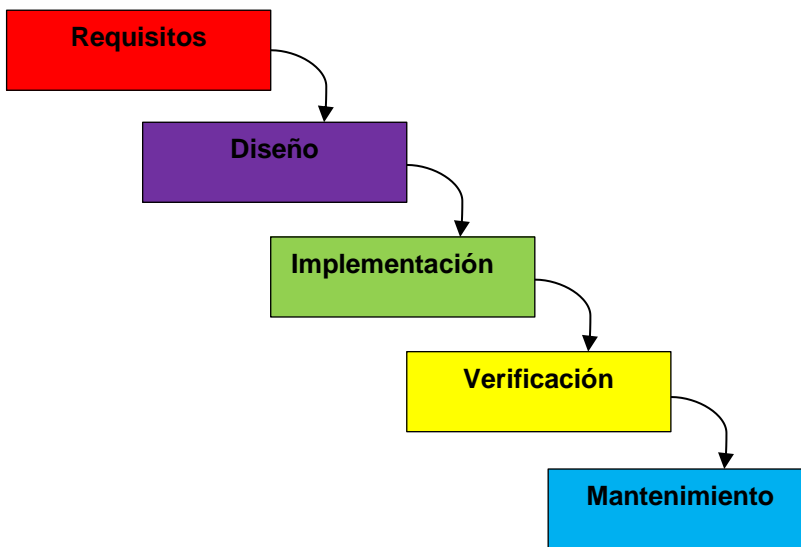 Requisitos
Diseño
Implementación
Verificación
Mantenimiento